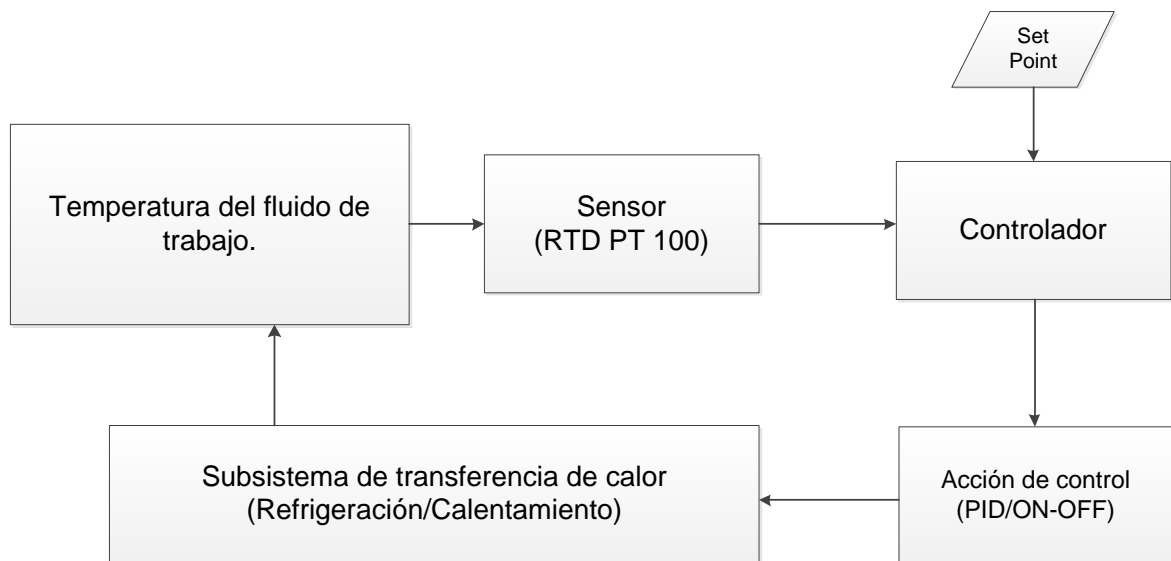 Set
Point
Temperatura del fluido de
trabajo.
Sensor
(RTD PT 100)
Controlador
Subsistema de transferencia de calor
(Refrigeración/Calentamiento)
Acción de control
(PID/ON-OFF)